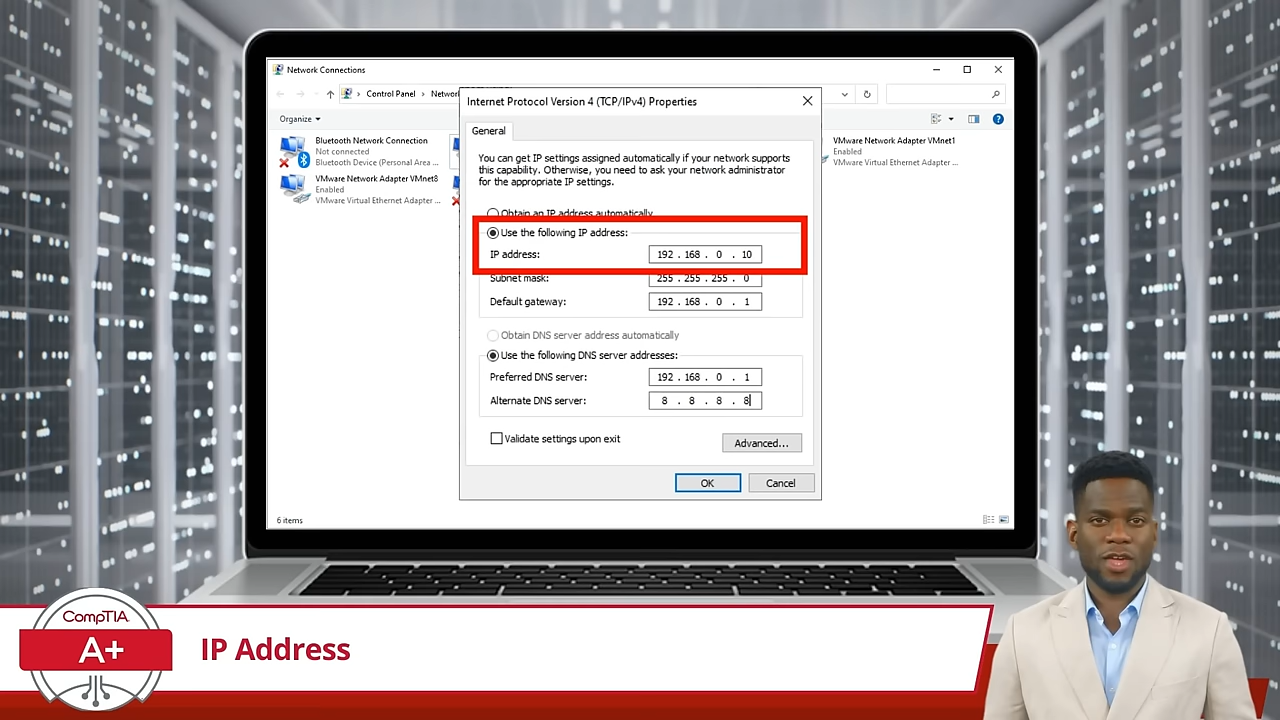 Network Connections
Control Panel
Internet Protocol Version 4 (TCP/IPv4) Properties
Organize
General
Bluetooth Network Connection
Not connected
Bluetooth Device (Personal Area ...
VMware Network Adapter VMnet8
Enabled
VMware Virtual Ethernet Adapter ...
VMware Network Adapter VMnet1
Enabled
VMware Virtual Ethernet Adapter ...
You can get IP settings assigned automatically if your network supports
this capability. Otherwise, you need to ask your network administrator
for the appropriate IP settings.
Obtain an IP address automatically
Use the following IP address:
IP address: 192 . 168 . 0 . 10
Subnet mask: 255 . 255 . 255 . 0
Default gateway: 192 . 168 . 0 . 1
Obtain DNS server address automatically
Use the following DNS server addresses:
Preferred DNS server: 192 . 168 . 0 . 1
Alternate DNS server: 8 . 8 . 8 . 8
Validate settings upon exit
Advanced...
OK Cancel
6 items
CompTIA
A+
IP Address